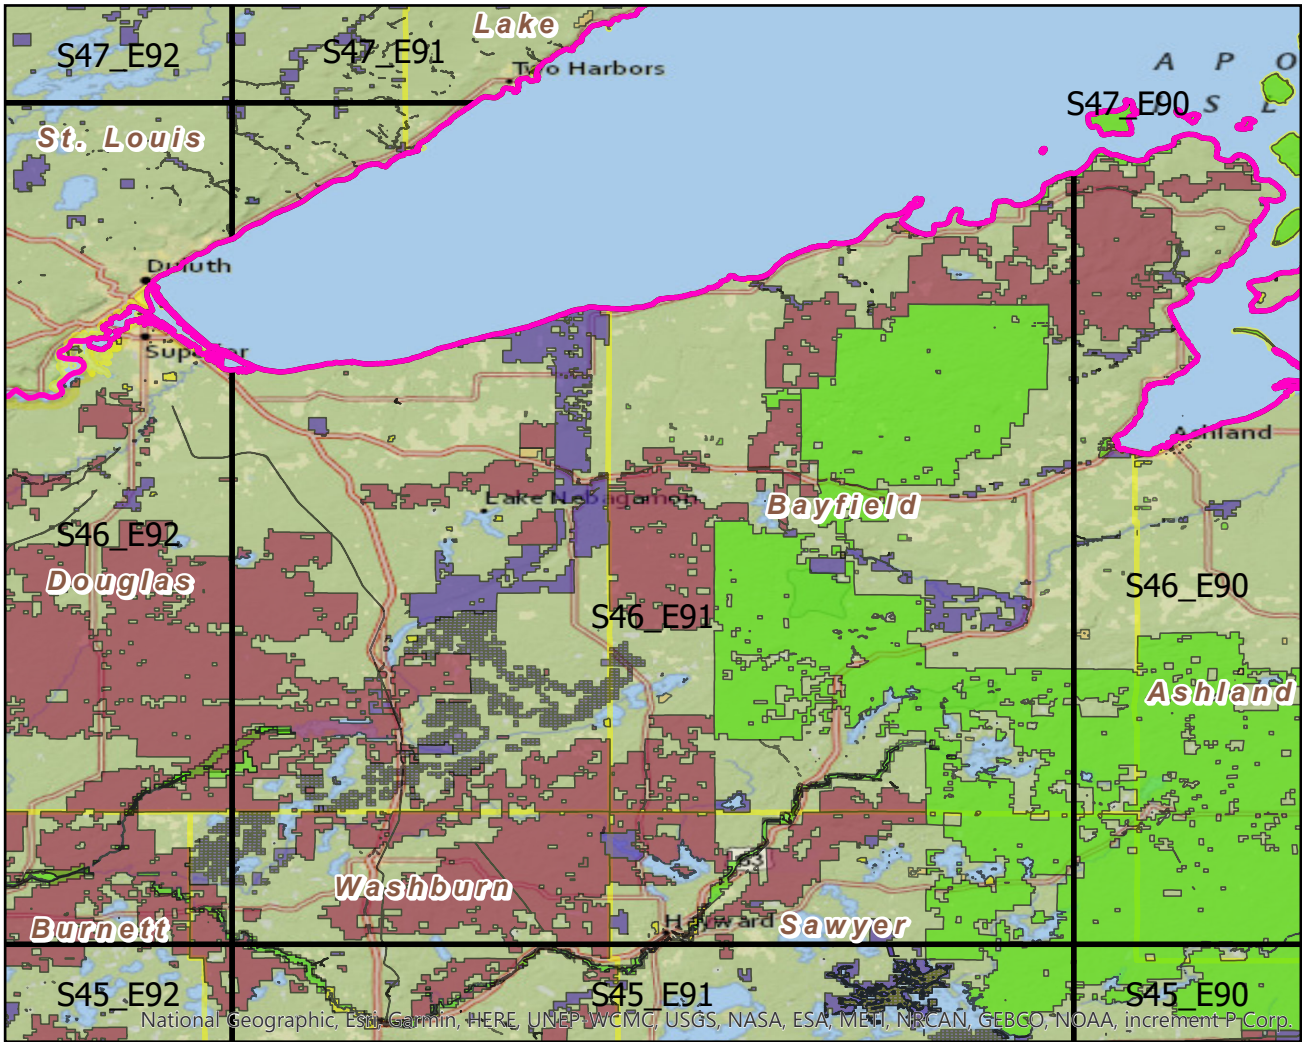 Lake
S47_E92
S47_E91
Two Harbors
A P O
S47_E90
S L
St. Louis
Duluth
Superior
Ashland
Lake Nebagamon
Bayfield
S46_E92
Douglas
S46_E91
S46_E90
Ashland
63
Washburn
Hayward
Sawyer
Burnett
S45_E92
S45_E91
S45_E90
National Geographic, Esri, Garmin, HERE, UNEP-WCMC, USGS, NASA, ESA, METI, NRCAN, GEBCO, NOAA, increment P Corp.